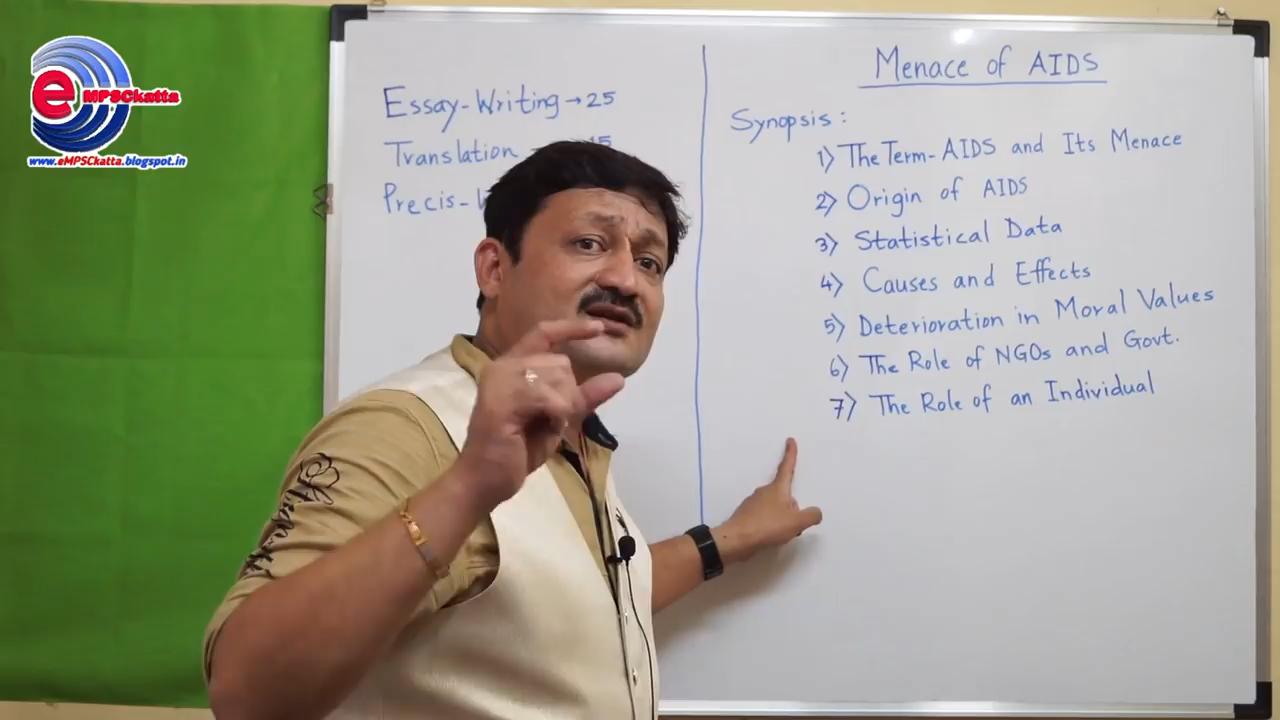 eMPSCkatta
www.eMPSCkatta.blogspot.in
Essay-Writing → 25
Translation → 15
Precis-
Menace of AIDS
Synopsis:
1) The Term-AIDS and Its Menace
2) Origin of AIDS
3) Statistical Data
4) Causes and Effects
5) Deterioration in Moral Values
6) The Role of NGOs and Govt.
7) The Role of an Individual